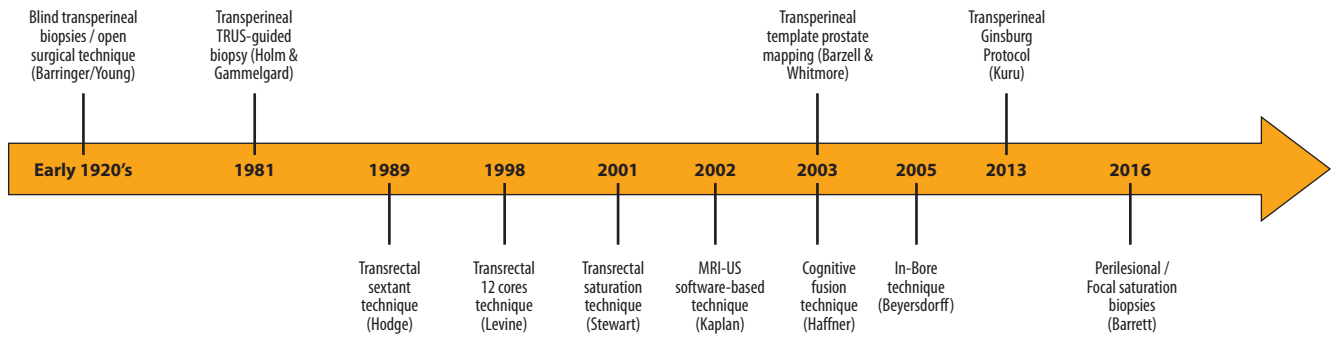 Blind transperineal
biopsies / open
surgical technique
(Barringer/Young)
Transperineal
TRUS-guided
biopsy (Holm &
Gammelgard)
Transperineal
template prostate
mapping (Barzell &
Whitmore)
Transperineal
Ginsburg
Protocol
(Kuru)
Early 1920's
1981
1989
1998
2001
2002
2003
2005
2013
2016
Transrectal
sextant
technique
(Hodge)
Transrectal
12 cores
technique
(Levine)
Transrectal
saturation
technique
(Stewart)
MRI-US
software-based
technique
(Kaplan)
Cognitive
fusion
technique
(Haffner)
In-Bore
technique
(Beyersdorff)
Perilesional /
Focal saturation
biopsies
(Barrett)